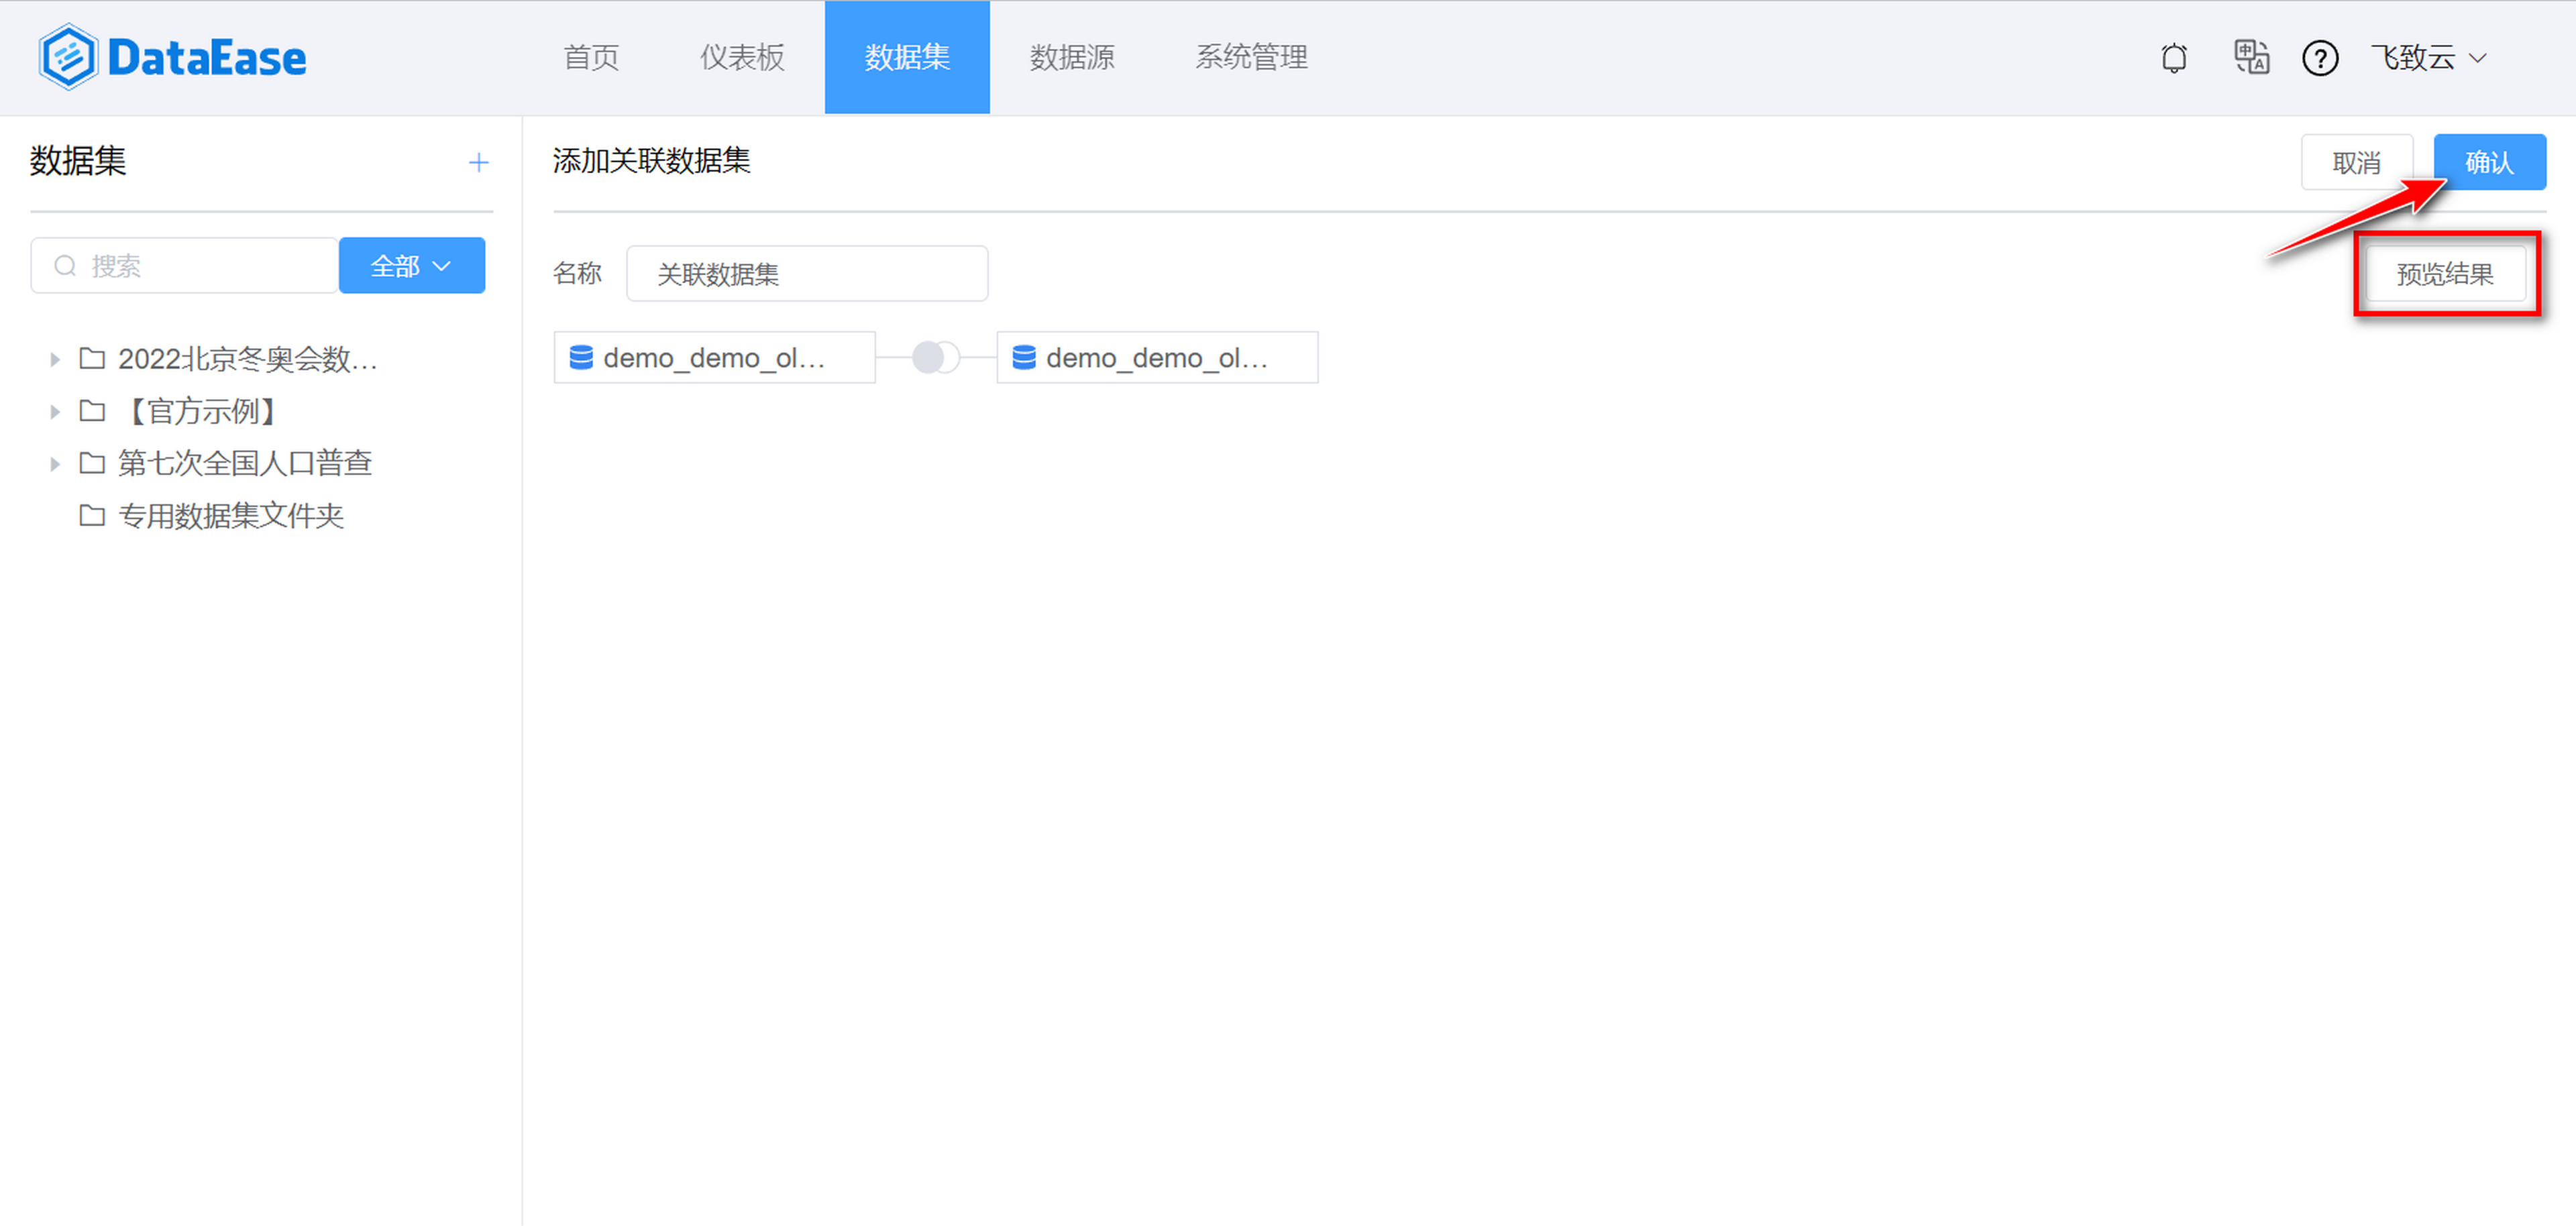 DataEase 首页 仪表板 数据集 数据源 系统管理 飞致云
数据集
添加关联数据集 取消 确认
搜索 全部
名称 关联数据集 预览结果
2022北京冬奥会数...
【官方示例】
第七次全国人口普查
专用数据集文件夹
demo_demo_ol... demo_demo_ol...